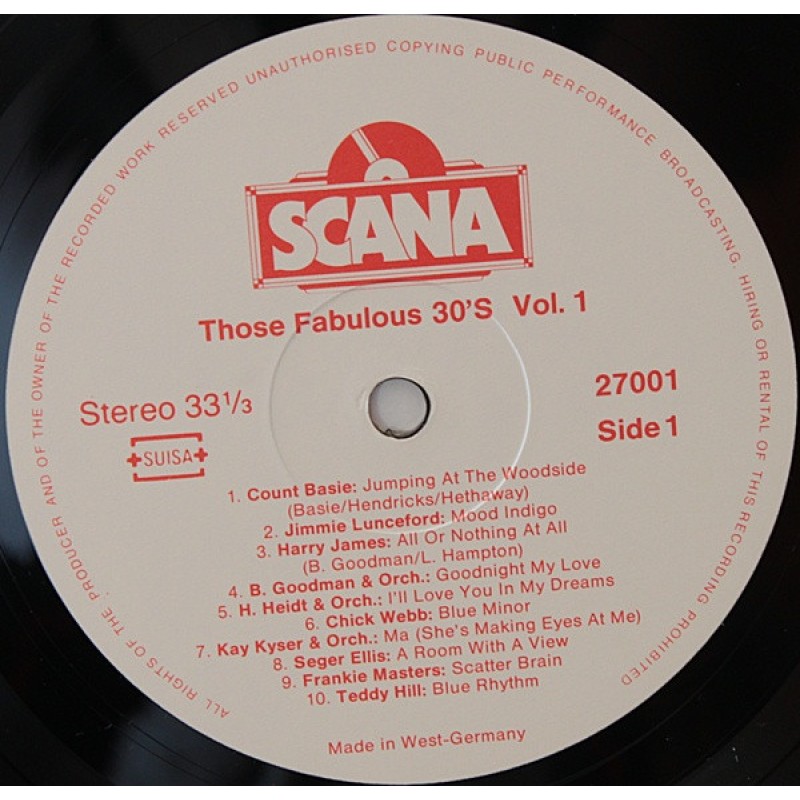 ALL RIGHTS OF THE PRODUCER AND OF THE OWNER OF THE RECORDED WORK RESERVED UNAUTHORISED COPYING PUBLIC PERFORMANCE BROADCASTING. HIRING OR RENTAL OF THIS RECORDING PROHIBITED
SCANA
Those Fabulous 30'S Vol. 1
Stereo 33 1/3
27001
+SUISA+
Side 1
1. Count Basie: Jumping At The Woodside
(Basie/Hendricks/Hethaway)
2. Jimmie Lunceford: Mood Indigo
3. Harry James: All Or Nothing At All
(B. Goodman/L. Hampton)
4. B. Goodman & Orch.: Goodnight My Love
5. H. Heidt & Orch.: I'll Love You In My Dreams
6. Chick Webb: Blue Minor
7. Kay Kyser & Orch.: Ma (She's Making Eyes At Me)
8. Seger Ellis: A Room With A View
9. Frankie Masters: Scatter Brain
10. Teddy Hill: Blue Rhythm
Made in West-Germany